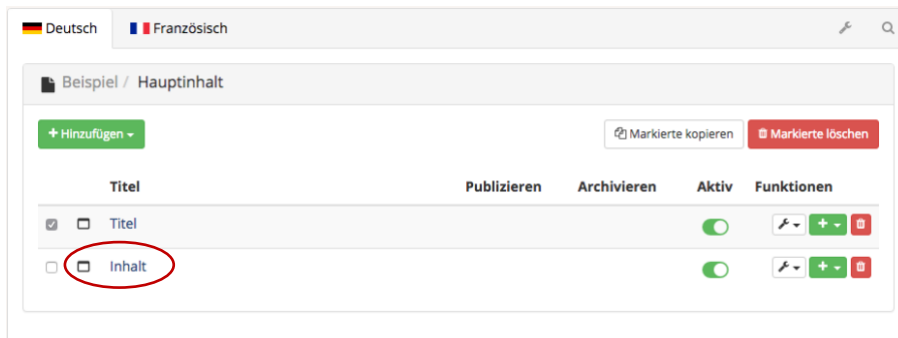 Deutsch Französisch
Beispiel / Hauptinhalt
+ Hinzufügen Markierte kopieren Markierte löschen
Titel Publizieren Archivieren Aktiv Funktionen
Titel
Inhalt